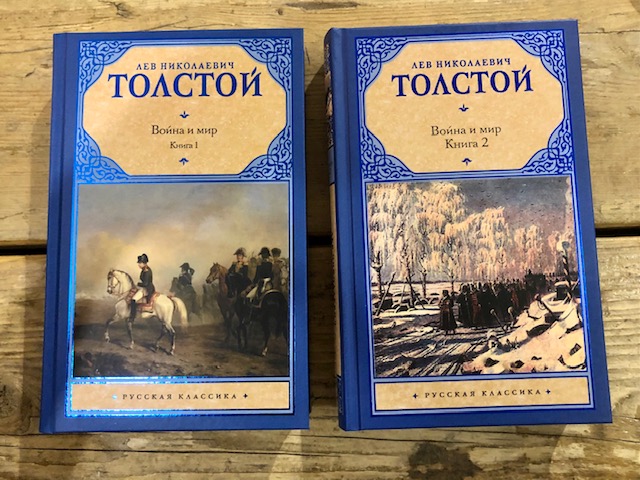 ЛЕВ НИКОЛАЕВИЧ
ТОЛСТОЙ
Война и мир
Книга 1
РУССКАЯ КЛАССИКА
ЛЕВ НИКОЛАЕВИЧ
ТОЛСТОЙ
Война и мир
Книга 2
РУССКАЯ КЛАССИКА